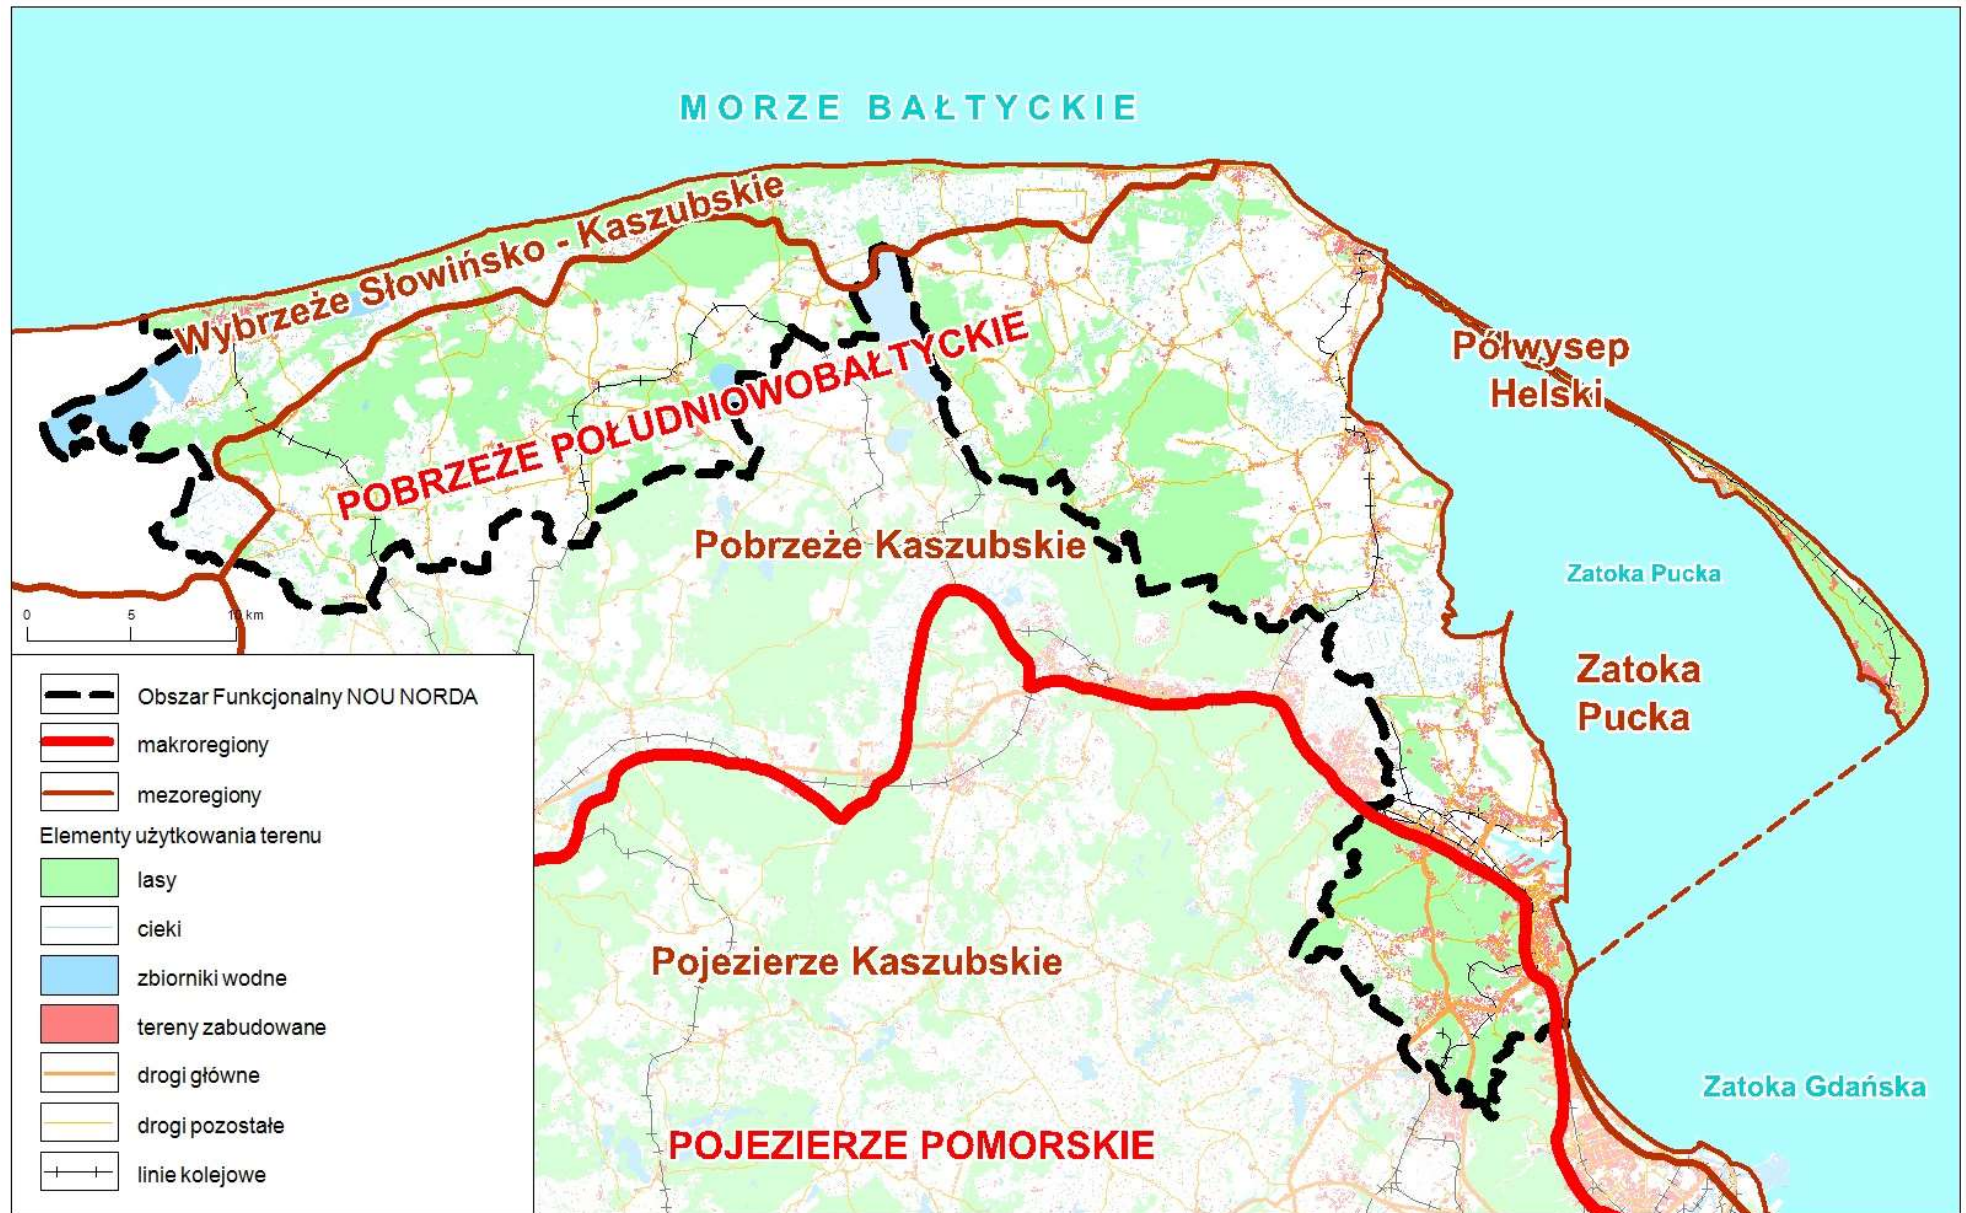 MORZE BAŁTYCKIE
Wybrzeże Słowińsko - Kaszubskie
POBRZEŻE POŁUDNIOWOBAŁTYCKIE
Półwysep
Helski
Pobrzeże Kaszubskie
Zatoka Pucka
Zatoka
Pucka
Pojezierze Kaszubskie
Zatoka Gdańska
POJEZIERZE POMORSKIE
0 5 10 km
Obszar Funkcjonalny NOU NORDA
makroregiony
mezoregiony
Elementy użytkowania terenu
lasy
cieki
zbiorniki wodne
tereny zabudowane
drogi główne
drogi pozostałe
linie kolejowe